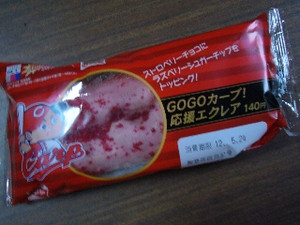 ストロベリーチョコに
ラズベリーシュガーチップを
トッピング!
GOGOカープ!
応援エクレア 140円
消費期限 12. 5.24